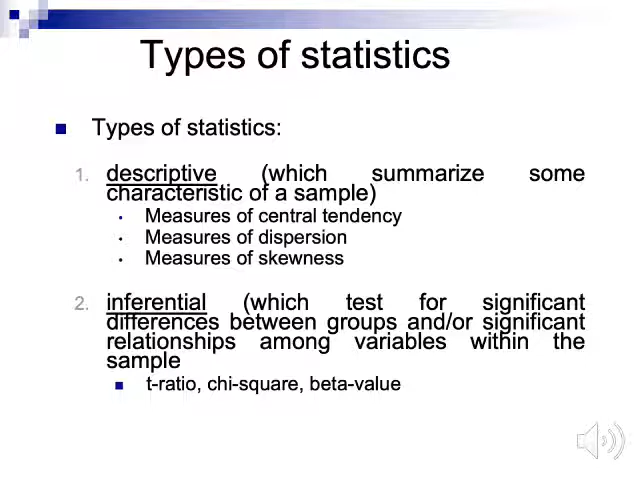 Types of statistics
Types of statistics:
1. descriptive (which summarize some
characteristic of a sample)
• Measures of central tendency
• Measures of dispersion
• Measures of skewness
2. inferential (which test for significant
differences between groups and/or significant
relationships among variables within the
sample
t-ratio, chi-square, beta-value